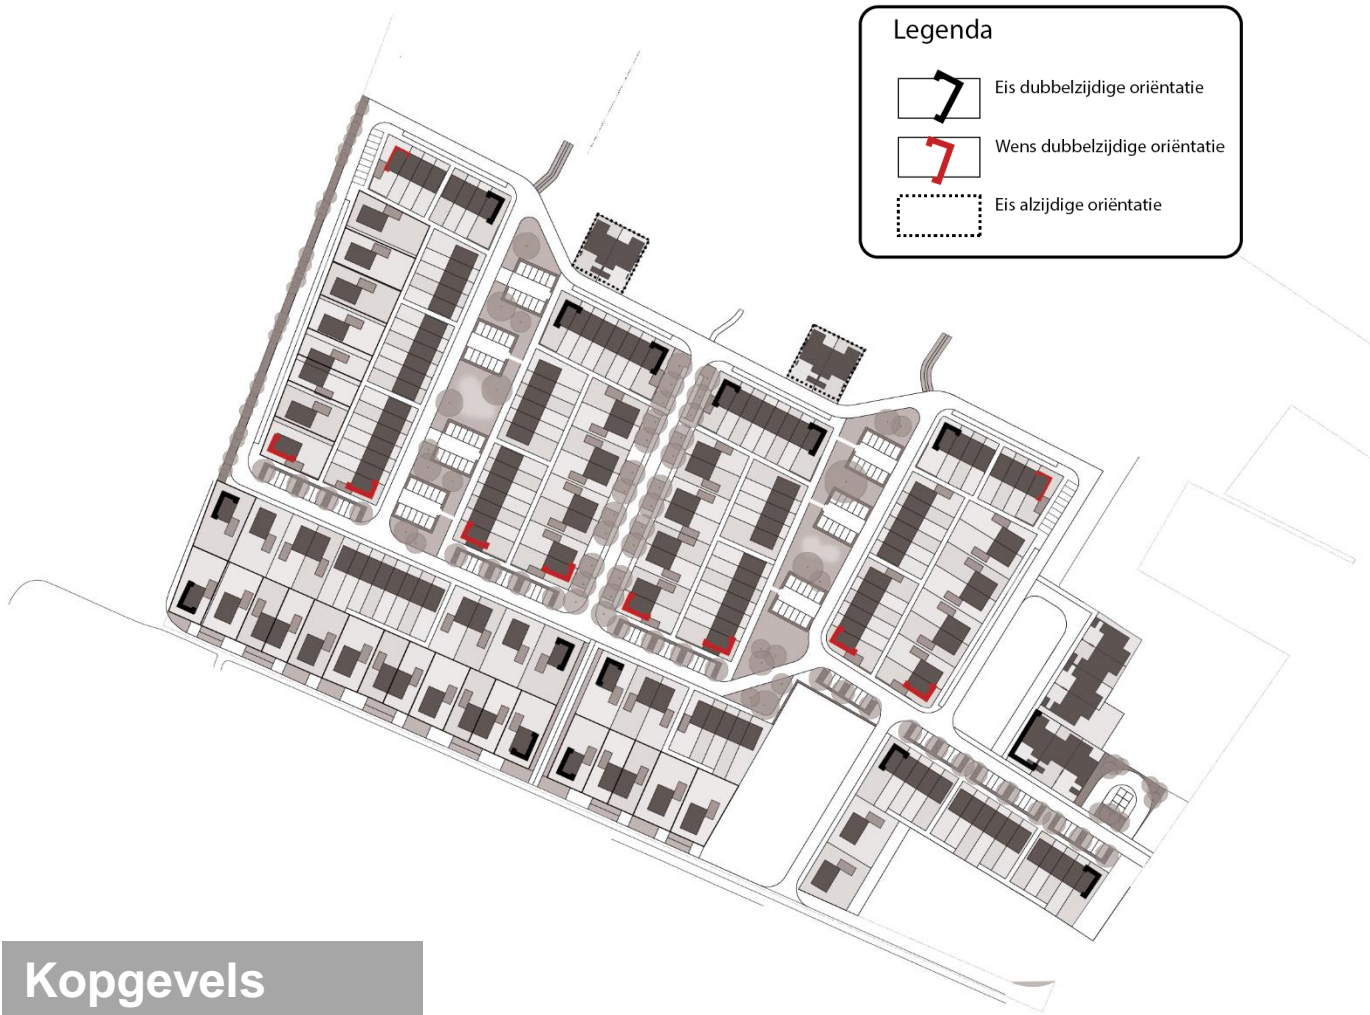 Legenda
Eis dubbelzijdige oriëntatie
Wens dubbelzijdige oriëntatie
Eis alzijdige oriëntatie
Kopgevels